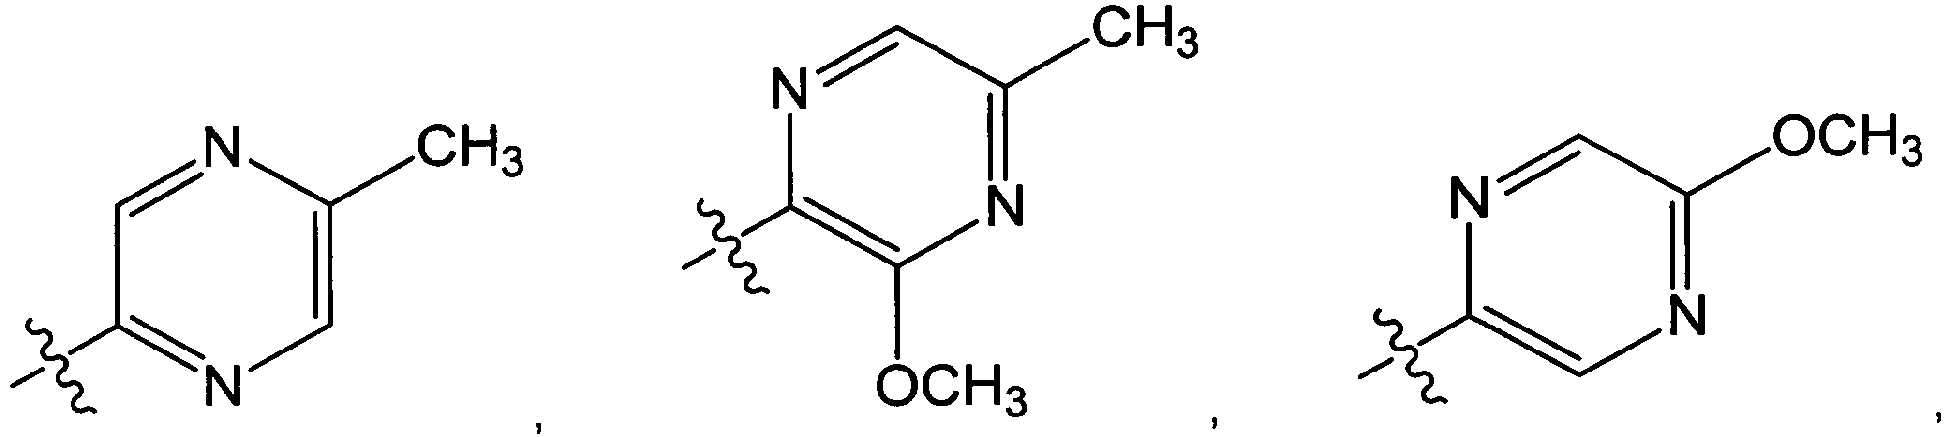 N CH3
N ,
N CH3
N
OCH3 ,
N OCH3
N ,